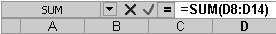 SUM = =SUM(D8:D14)
A B C D